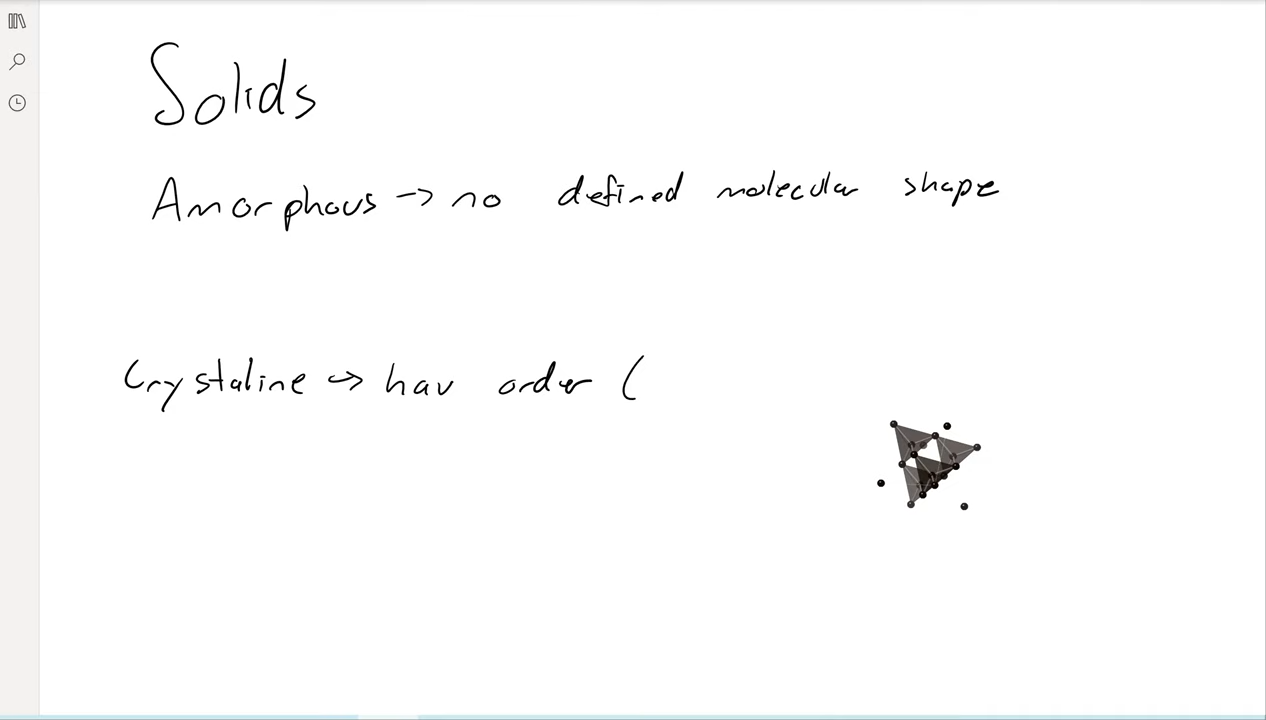 Solids
Amorphous → no defined molecular shape
Crystaline → hav order (